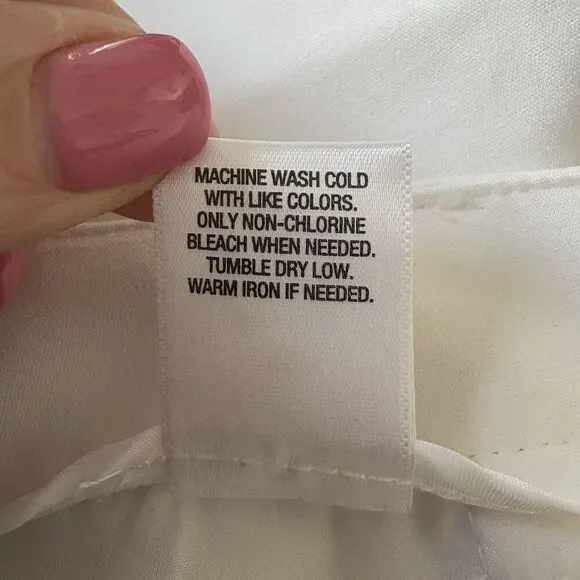 MACHINE WASH COLD
WITH LIKE COLORS.
ONLY NON-CHLORINE
BLEACH WHEN NEEDED.
TUMBLE DRY LOW.
WARM IRON IF NEEDED.